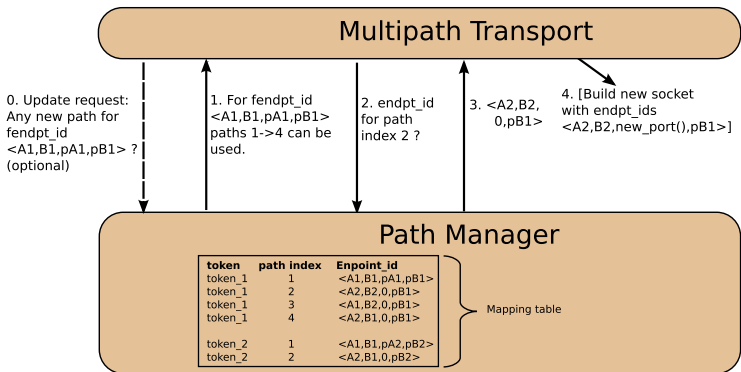 Multipath Transport
0. Update request:
Any new path for
fendpt_id
<A1,B1,pA1,pB1> ?
(optional)
1. For fendpt_id
<A1,B1,pA1,pB1>
paths 1->4 can be
used.
2. endpt_id
for path
index 2 ?
3. <A2,B2,
0,pB1>
4. [Build new socket
with endpt_ids
<A2,B2,new_port(),pB1>]
Path Manager
token path index Enpoint_id
token_1 1 <A1,B1,pA1,pB1>
token_1 2 <A2,B2,0,pB1>
token_1 3 <A1,B2,0,pB1>
token_1 4 <A2,B1,0,pB1>
token_2 1 <A1,B1,pA2,pB2>
token_2 2 <A2,B1,0,pB2>
Mapping table